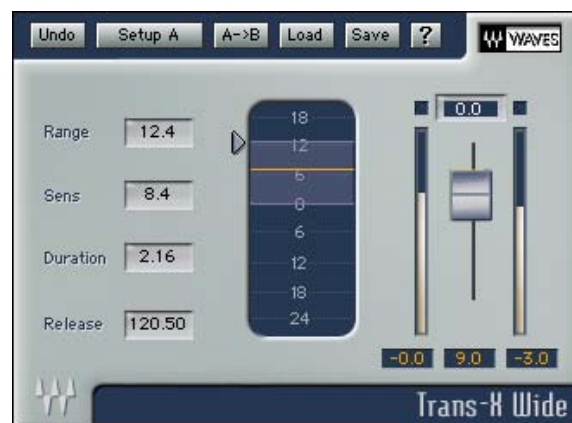 Undo Setup A A->B Load Save ? WAVES
Range 12.4
Sens 8.4
Duration 2.16
Release 120.50
18
12
6
0
6
12
18
24
0.0
-0.0 9.0 -3.0
Trans-X Wide